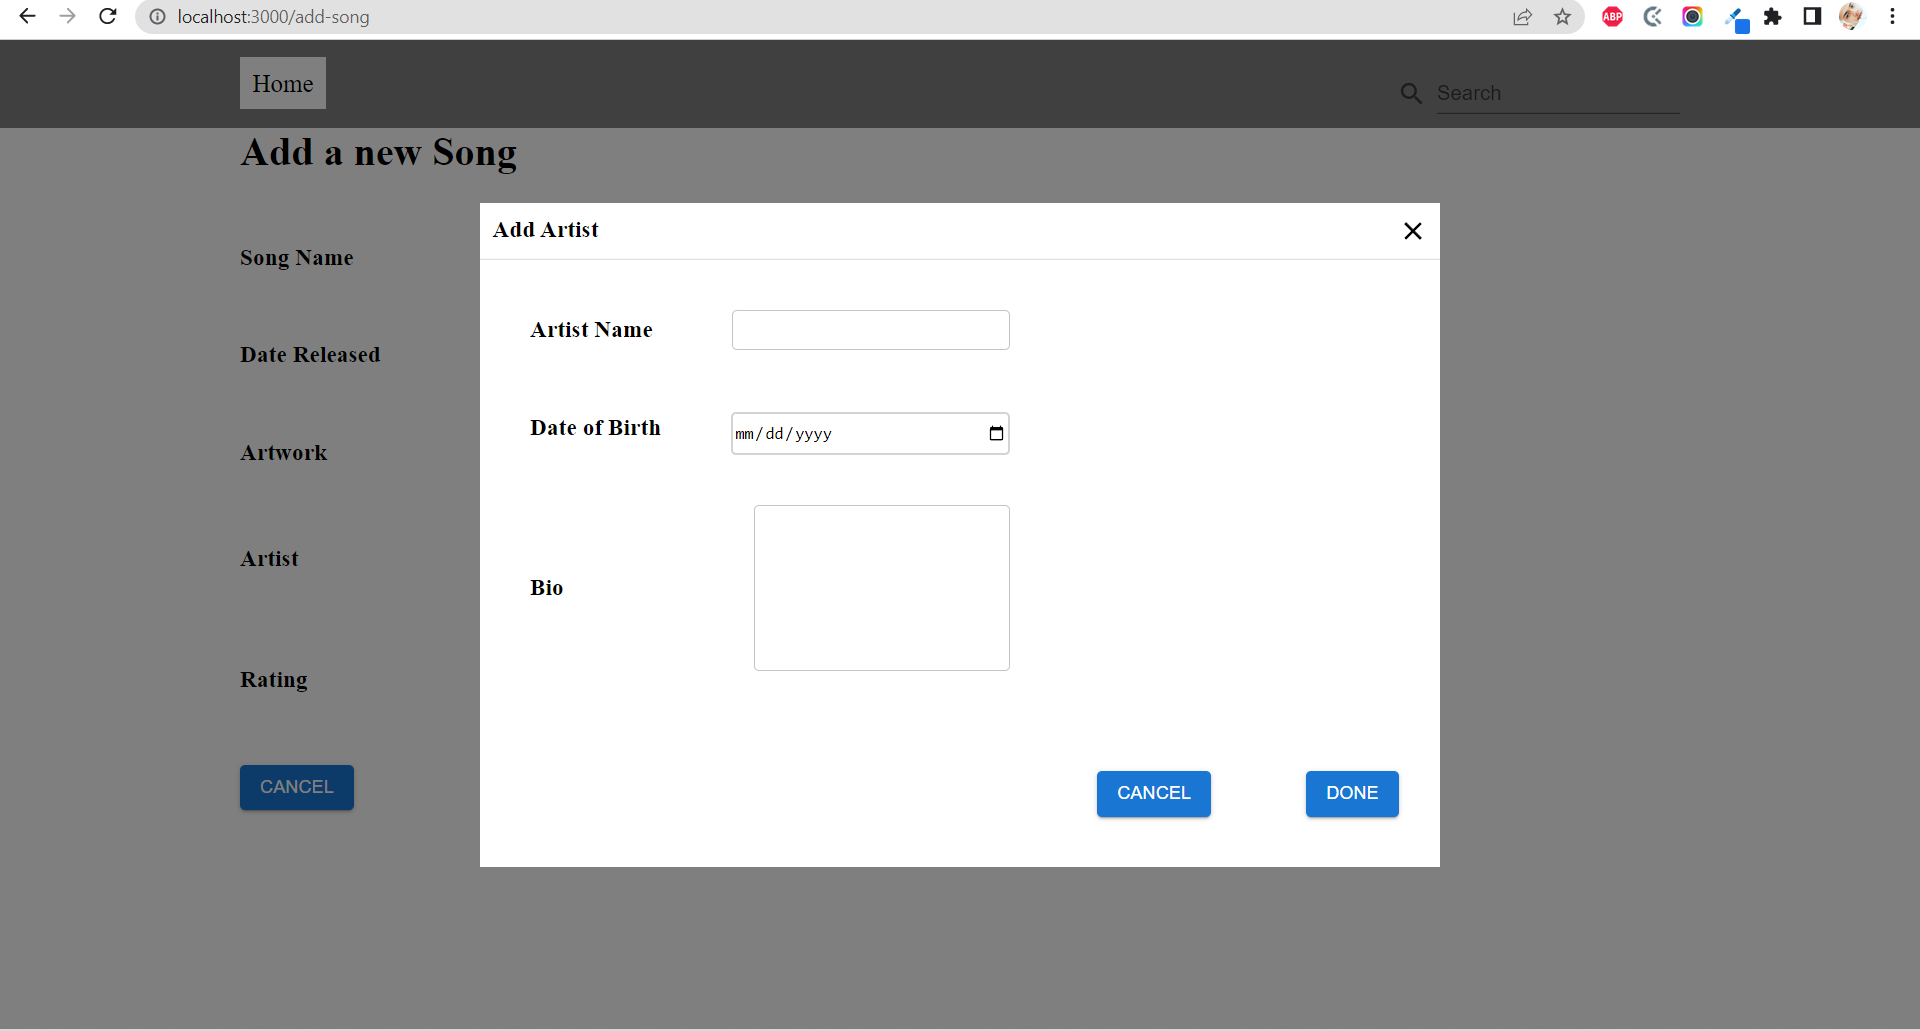 localhost:3000/add-song
ABP
Home
Search
Add a new Song
Add Artist
Song Name
Artist Name
Date Released
Date of Birth
mm/dd/yyyy
Artwork
Artist
Bio
Rating
CANCEL
CANCEL
DONE